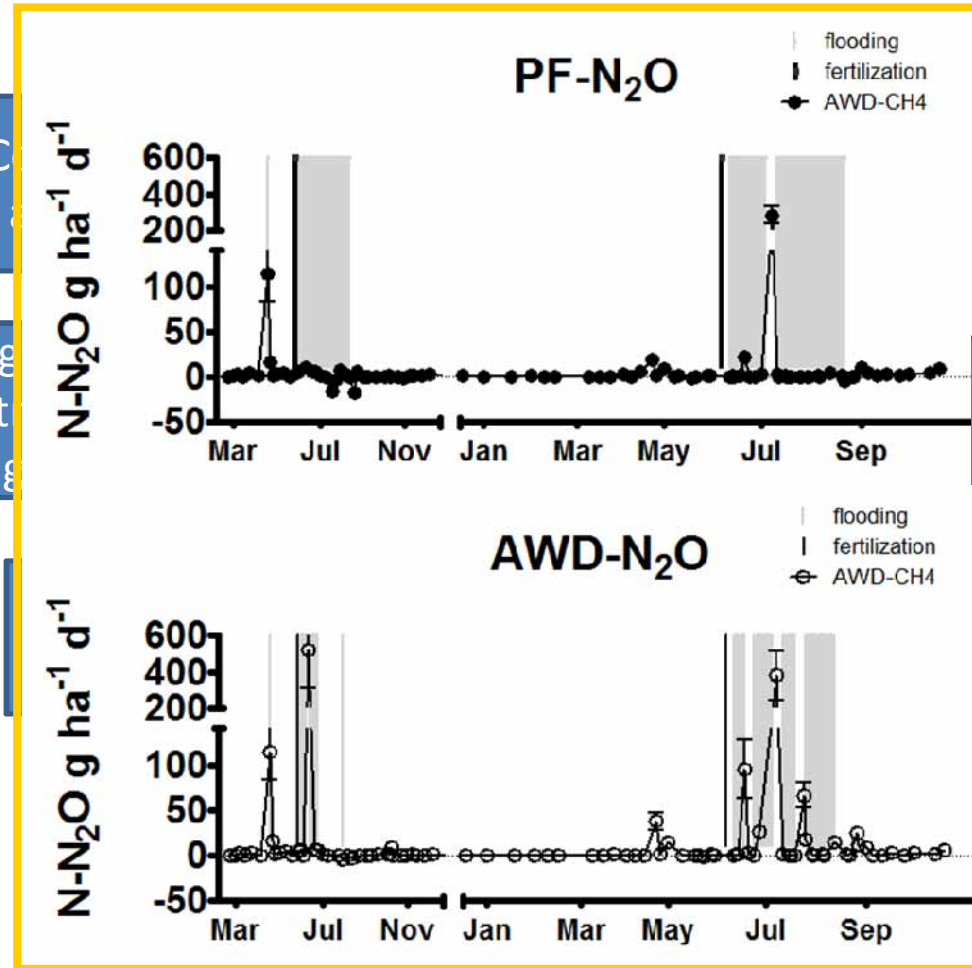 flooding
fertilization
AWD-CH4
PF-N₂O
N-N₂O g ha⁻¹ d⁻¹
600
400
200
100
50
0
-50
Mar Jul Nov Jan Mar May Jul Sep
flooding
fertilization
AWD-CH4
AWD-N₂O
N-N₂O g ha⁻¹ d⁻¹
600
400
200
100
50
0
-50
Mar Jul Nov Jan Mar May Jul Sep